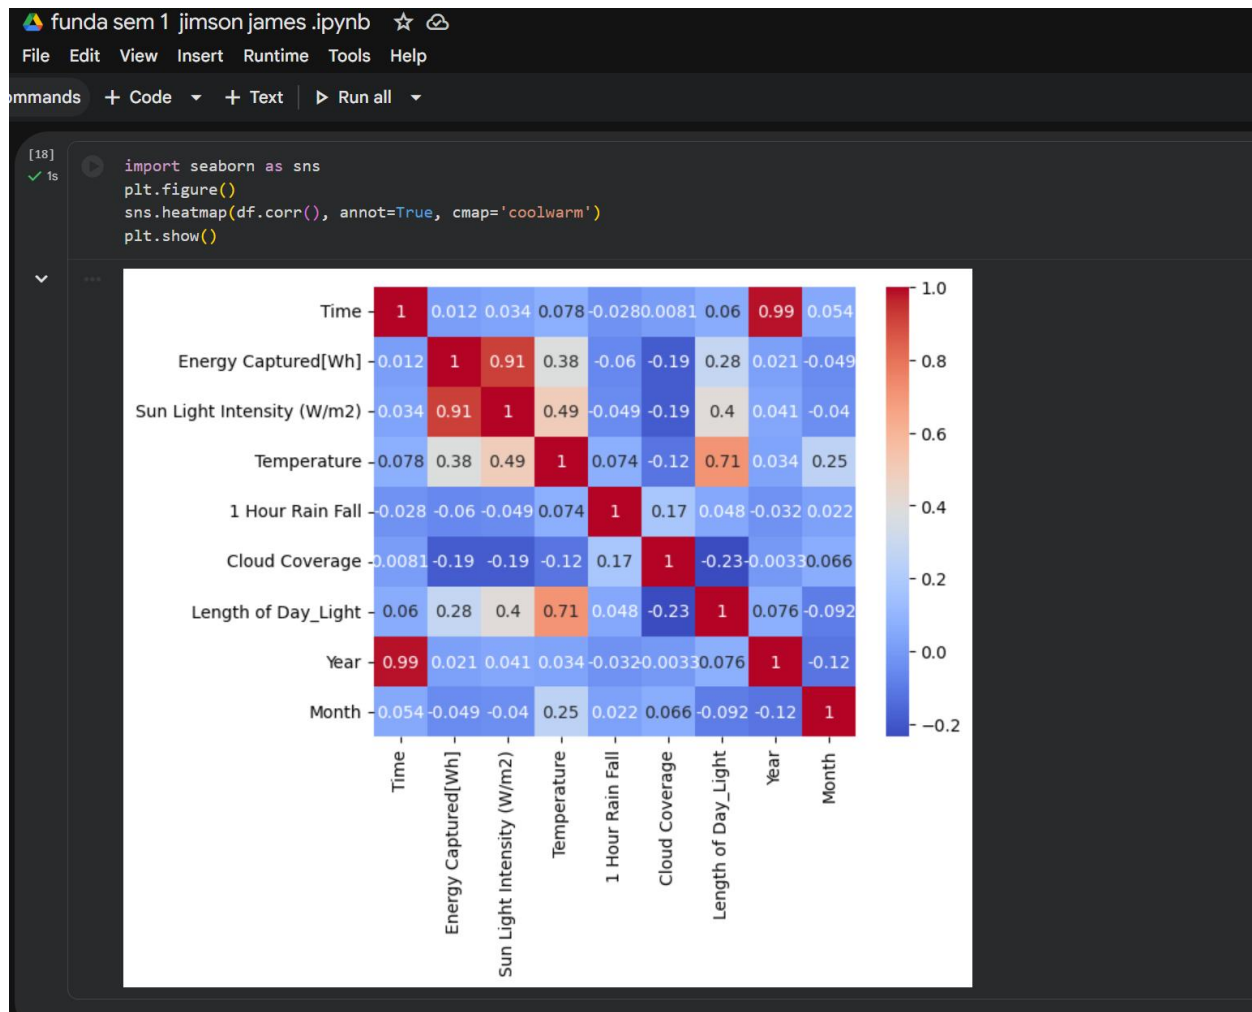 funda sem 1 jimson james .ipynb
File Edit View Insert Runtime Tools Help
ommands + Code + Text Run all
[18]
1s
import seaborn as sns
plt.figure()
sns.heatmap(df.corr(), annot=True, cmap='coolwarm')
plt.show()
Time 1 0.012 0.034 0.078 -0.028 0.0081 0.06 0.99 0.054
Energy Captured[Wh] 0.012 1 0.91 0.38 -0.06 -0.19 0.28 0.021 -0.049
Sun Light Intensity (W/m2) 0.034 0.91 1 0.49 -0.049 -0.19 0.4 0.041 -0.04
Temperature 0.078 0.38 0.49 1 0.074 -0.12 0.71 0.034 0.25
1 Hour Rain Fall -0.028 -0.06 -0.049 0.074 1 0.17 0.048 -0.032 0.022
Cloud Coverage 0.0081 -0.19 -0.19 -0.12 0.17 1 -0.23 -0.0033 0.066
Length of Day_Light 0.06 0.28 0.4 0.71 0.048 -0.23 1 0.076 -0.092
Year 0.99 0.021 0.041 0.034 -0.032 -0.0033 0.076 1 -0.12
Month 0.054 -0.049 -0.04 0.25 0.022 0.066 -0.092 -0.12 1
1.0
0.8
0.6
0.4
0.2
0.0
−0.2
Time
Energy Captured[Wh]
Sun Light Intensity (W/m2)
Temperature
1 Hour Rain Fall
Cloud Coverage
Length of Day_Light
Year
Month